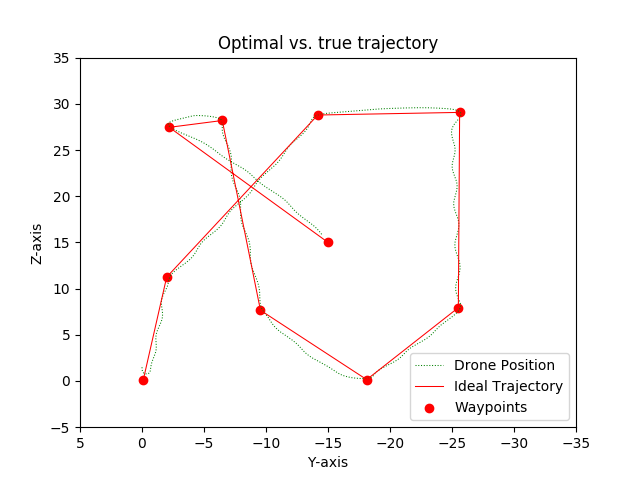 Optimal vs. true trajectory
35
30
25
20
15
10
5
0
−5
Z-axis
5 0 −5 −10 −15 −20 −25 −30 −35
Y-axis
Drone Position
Ideal Trajectory
Waypoints